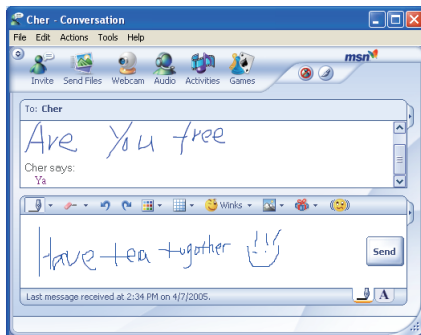 Cher - Conversation
File Edit Actions Tools Help
msn
Invite Send Files Webcam Audio Activities Games
To: Cher
Are You free
Cher says:
Ya
Winks
Have tea togother
Send
Last message received at 2:34 PM on 4/7/2005.
A